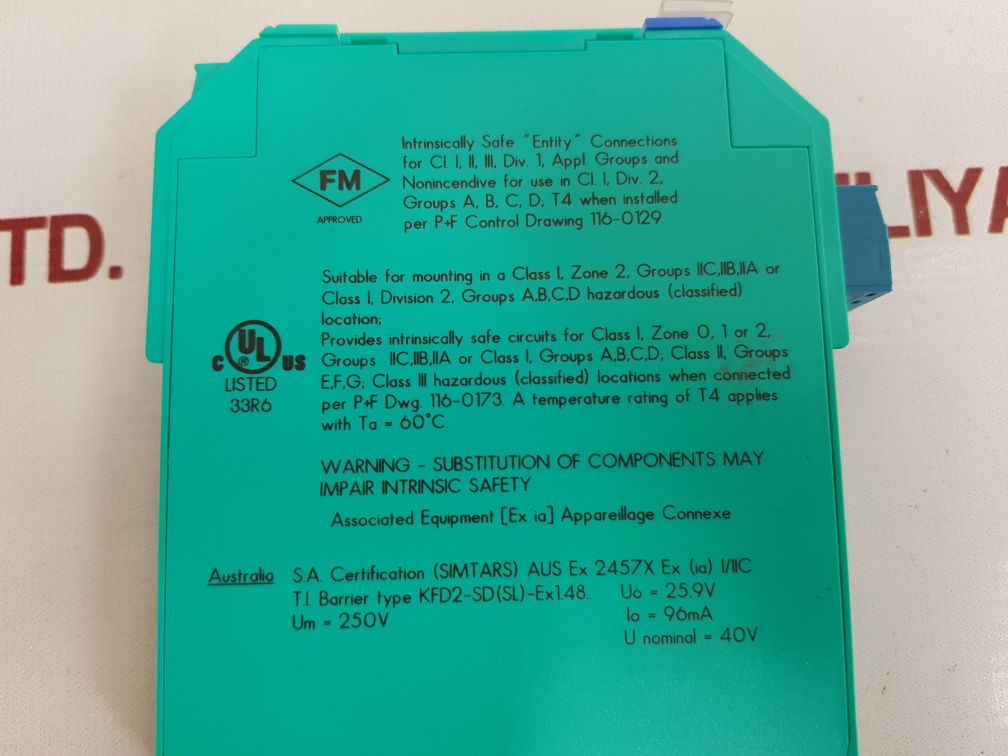 Intrinsically Safe "Entity" Connections
for Cl. I, II, III, Div. 1, Appl. Groups and
Nonincendive for use in Cl. I, Div. 2,
Groups A, B, C, D; T4 when installed
per P+F Control Drawing 116-0129
FM
APPROVED
TD.
LIYA
Suitable for mounting in a Class I, Zone 2, Groups IIC,IIB,IIA or
Class I, Division 2, Groups A,B,C,D hazardous (classified)
location;
Provides intrinsically safe circuits for Class I, Zone 0, 1 or 2,
Groups IIC,IIB,IIA or Class I, Groups A,B,C,D; Class II, Groups
E,F,G; Class III hazardous (classified) locations when connected
per P+F Dwg. 116-0173. A temperature rating of T4 applies
with Ta = 60°C.
C UL ® US
LISTED
33R6
WARNING - SUBSTITUTION OF COMPONENTS MAY
IMPAIR INTRINSIC SAFETY
Associated Equipment [Ex ia] Appareillage Connexe
Australia S.A. Certification (SIMTARS) AUS Ex 2457X Ex (ia) I/IIC
T.I. Barrier type KFD2-SD(SL)-Ex1.48.. Uo = 25.9V
Um = 250V Io = 96mA
U nominal = 40V